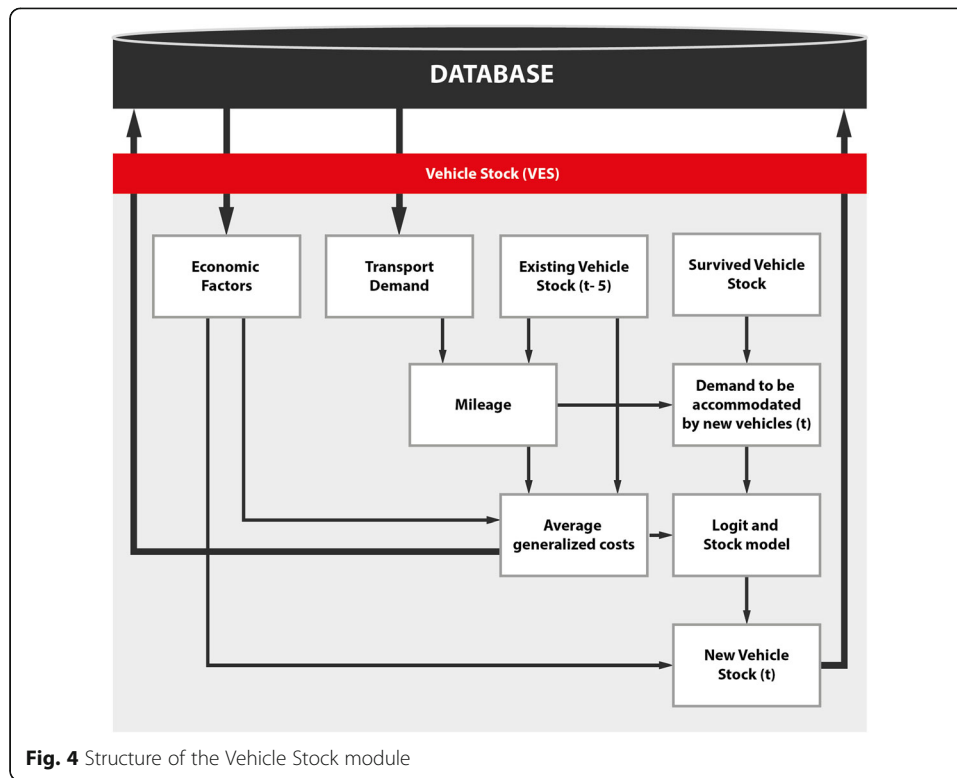 DATABASE
Vehicle Stock (VES)
Economic
Factors
Transport
Demand
Existing Vehicle
Stock (t- 5)
Survived Vehicle
Stock
Mileage
Demand to be
accommodated
by new vehicles (t)
Average
generalized costs
Logit and
Stock model
New Vehicle
Stock (t)
Fig. 4 Structure of the Vehicle Stock module